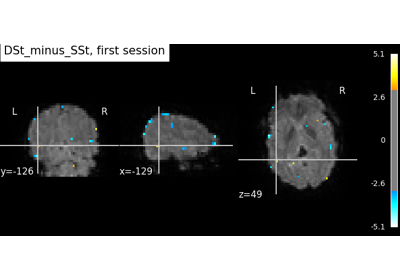 DSt_minus_SSt, first session
L R
L R
L R
y=-126
x=-129
z=49
5.1
2.6
0
-2.6
-5.1